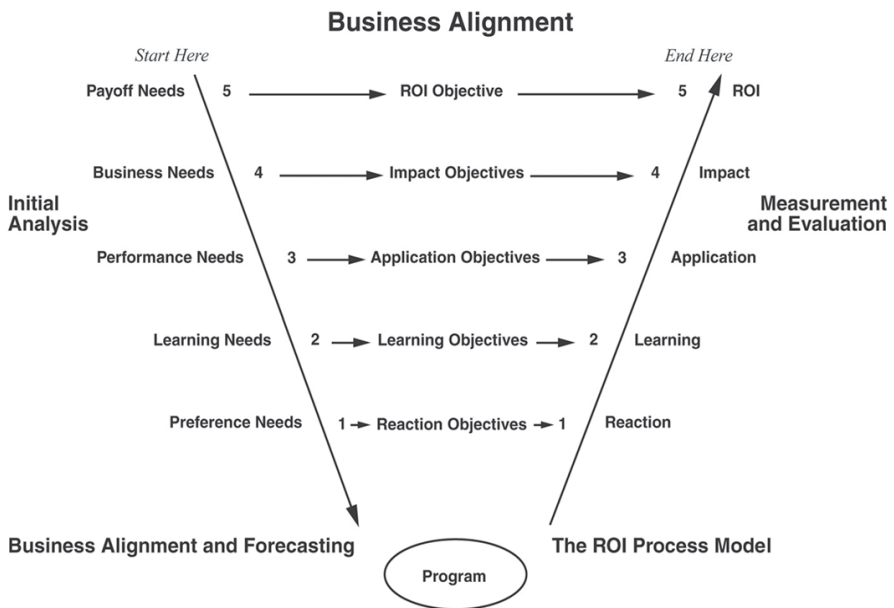 Business Alignment
Start Here
End Here
Payoff Needs 5 ROI Objective 5 ROI
Business Needs 4 Impact Objectives 4 Impact
Initial
Analysis
Measurement
and Evaluation
Performance Needs 3 Application Objectives 3 Application
Learning Needs 2 Learning Objectives 2 Learning
Preference Needs 1 Reaction Objectives 1 Reaction
Business Alignment and Forecasting
The ROI Process Model
Program